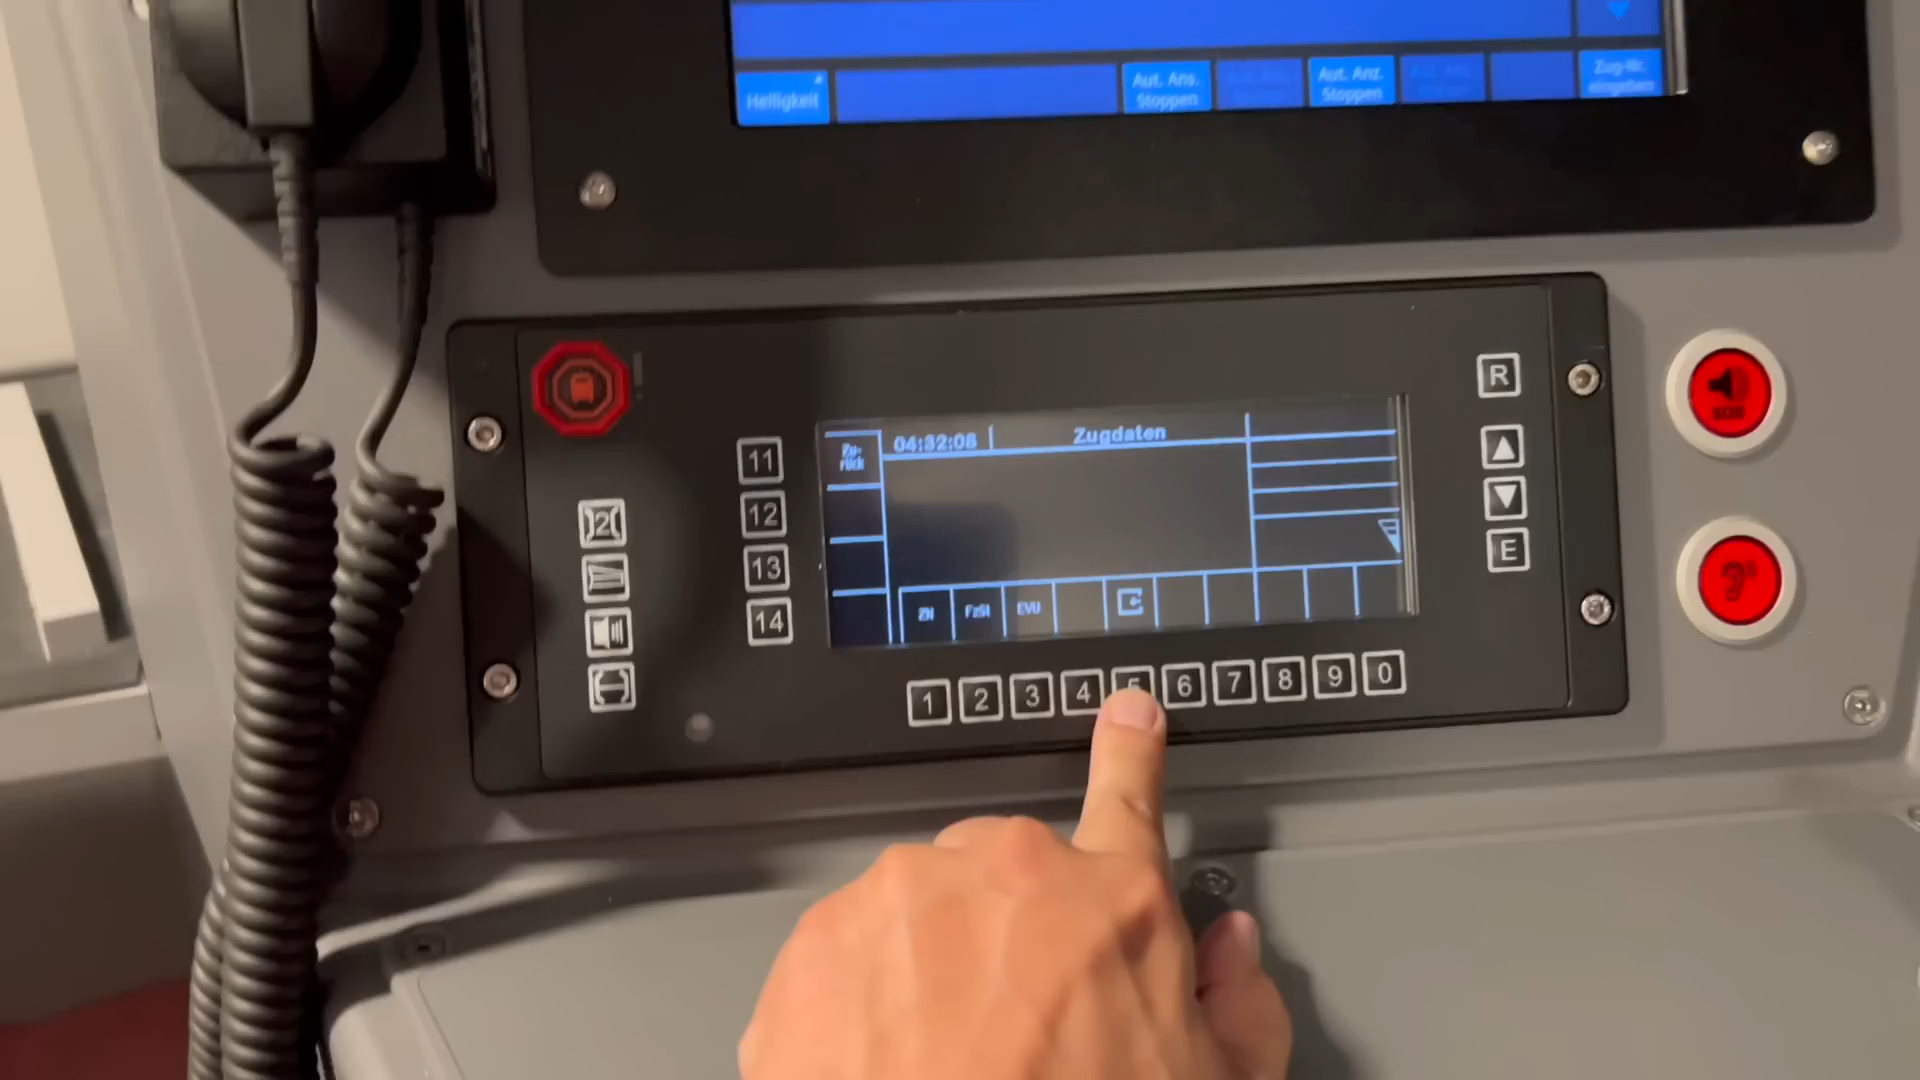 Helligkeit
Aut. Ans.
Stoppen
Aut. Anz.
Stoppen
Zug-Nr.
eingeben
R
11
12
13
14
Zu-
rück
04:32:08
Zugdaten
ZN
FzSt
EVU
2
E
1 2 3 4 5 6 7 8 9 0